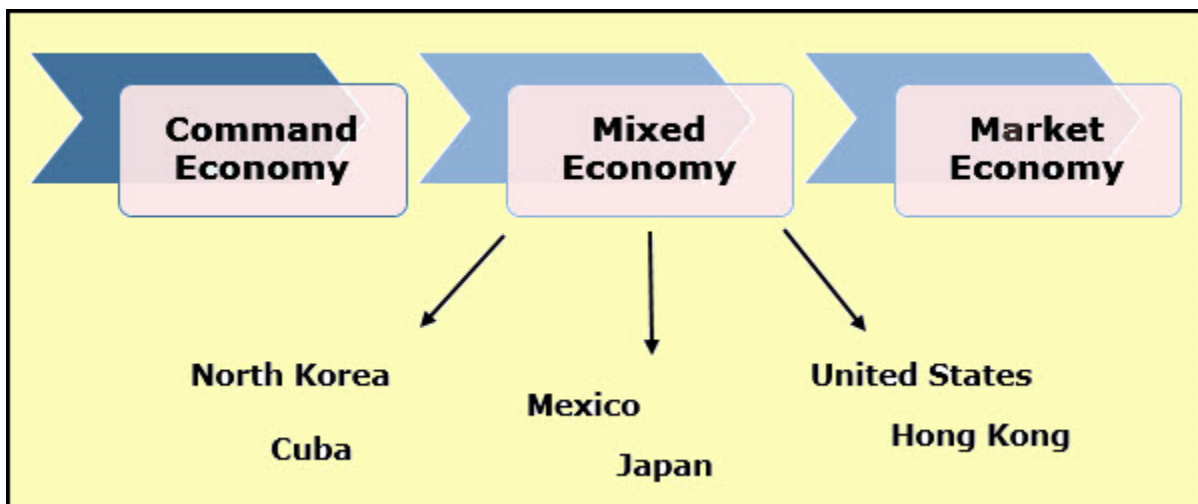 Command
Economy
Mixed
Economy
Market
Economy
North Korea
Cuba
Mexico
Japan
United States
Hong Kong